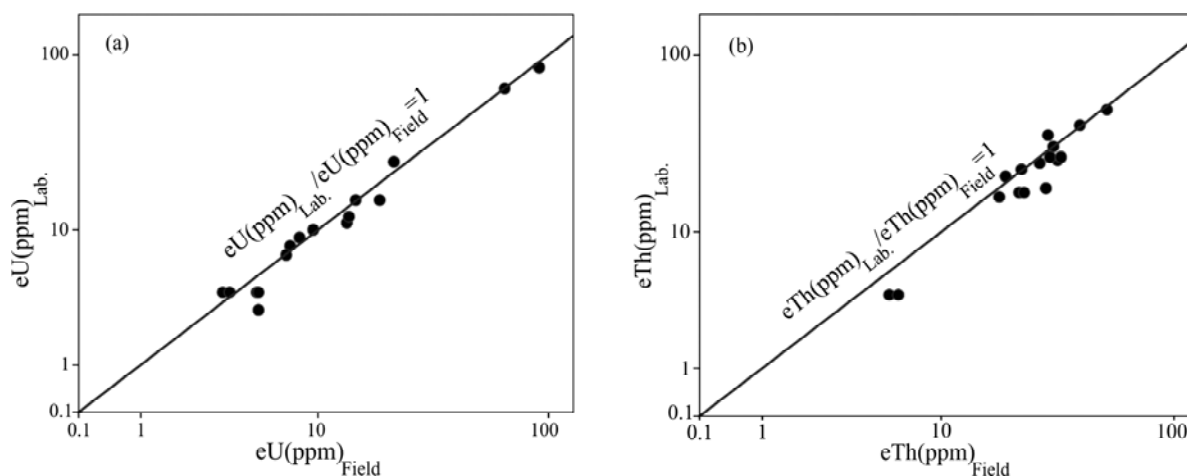 (a)
100
10
1
0.1
eU(ppm)Lab.
eU(ppm)Lab./eU(ppm)Field=1
0.1 1 10 100
eU(ppm)Field
(b)
100
10
1
0.1
eTh(ppm)Lab.
eTh(ppm)Lab./eTh(ppm)Field=1
0.1 1 10 100
eTh(ppm)Field